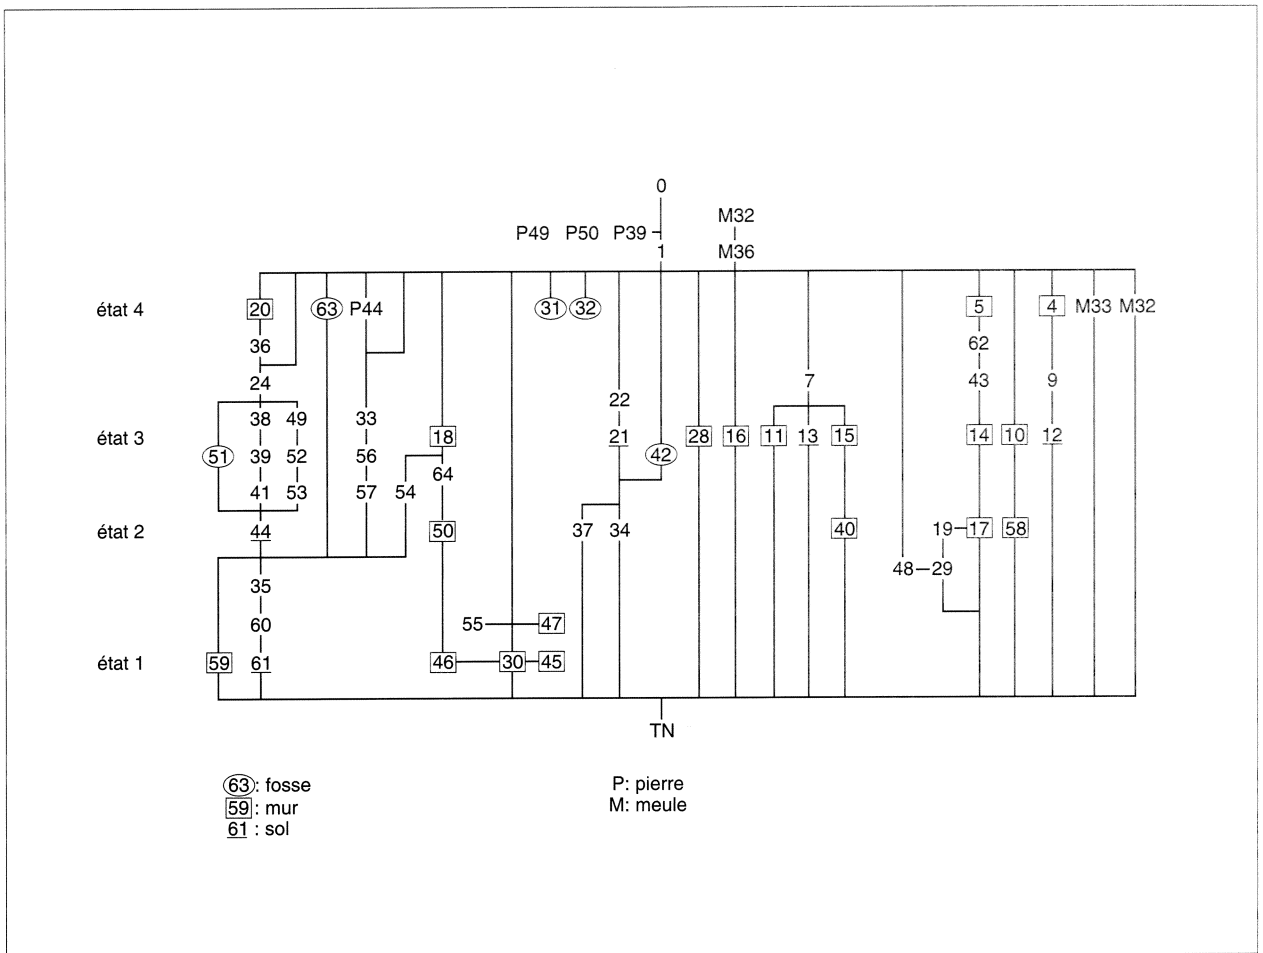 0
M32
P49 P50 P39
1 M36
état 4 20 63 P44 31 32 5 4 M33 M32
36 62
24 7 43 9
22
38 49 33
état 3 18 21 28 16 11 13 15 14 10 12
51 39 52 56 42
64
41 53 57 54
état 2 44 50 37 34 40 19 17 58
48 29
35
60 55 47
état 1 59 61 46 30 45
TN
63 : fosse P: pierre
59 : mur M: meule
61 : sol